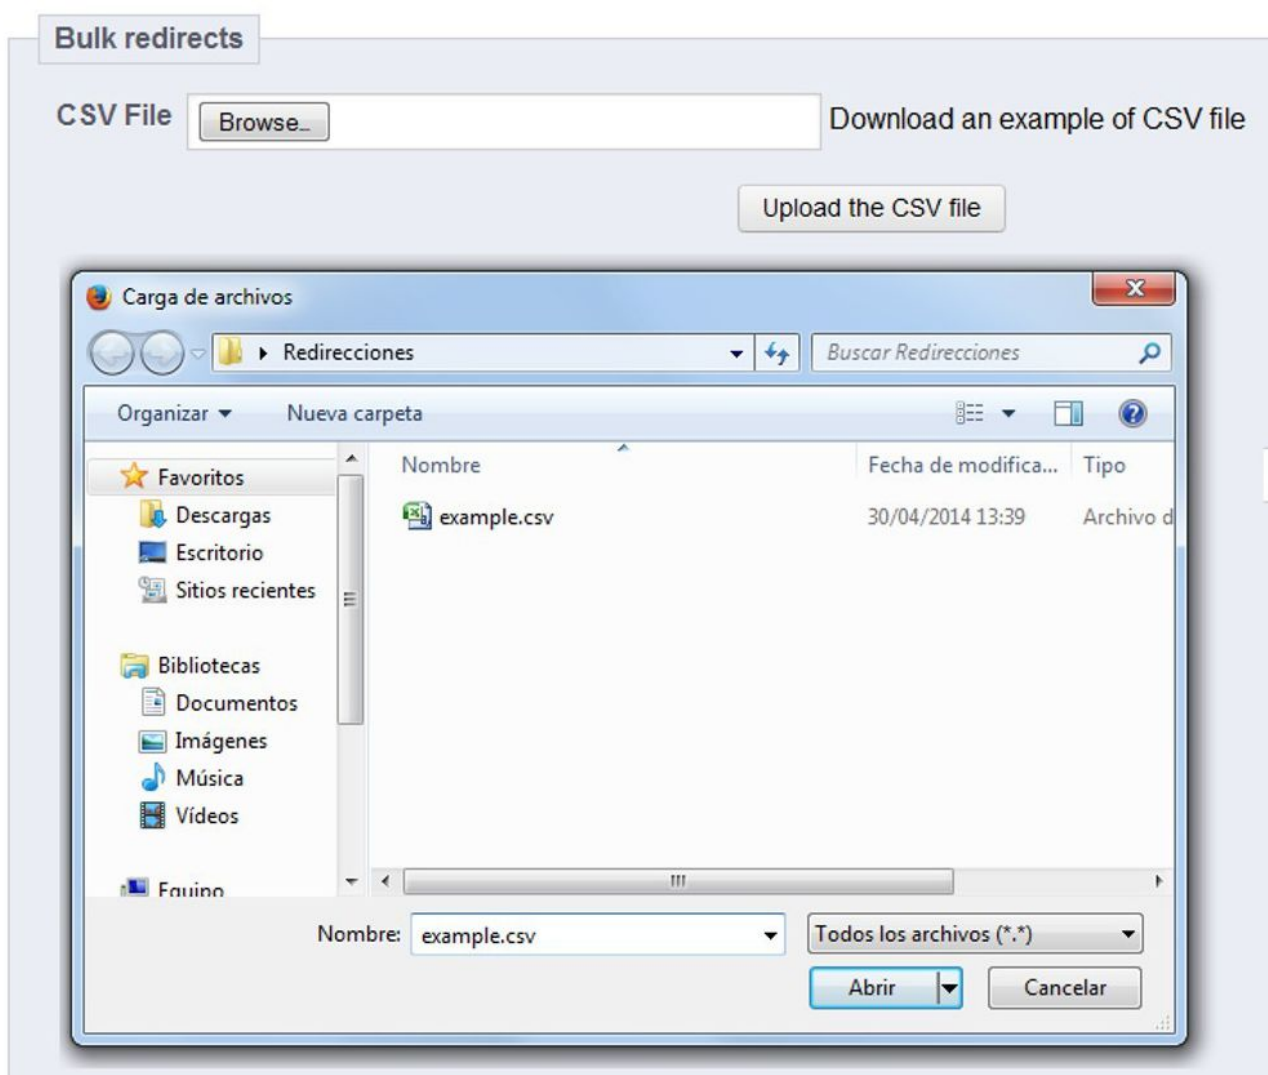 Bulk redirects
CSV File
Browse...
Download an example of CSV file
Upload the CSV file
Carga de archivos
Redirecciones
Buscar Redirecciones
Organizar
Nueva carpeta
Nombre
Fecha de modifica...
Tipo
Favoritos
Descargas
Escritorio
Sitios recientes
Bibliotecas
Documentos
Imágenes
Música
Vídeos
Equipo
example.csv
30/04/2014 13:39
Archivo d
Nombre:
example.csv
Todos los archivos (*.*)
Abrir
Cancelar